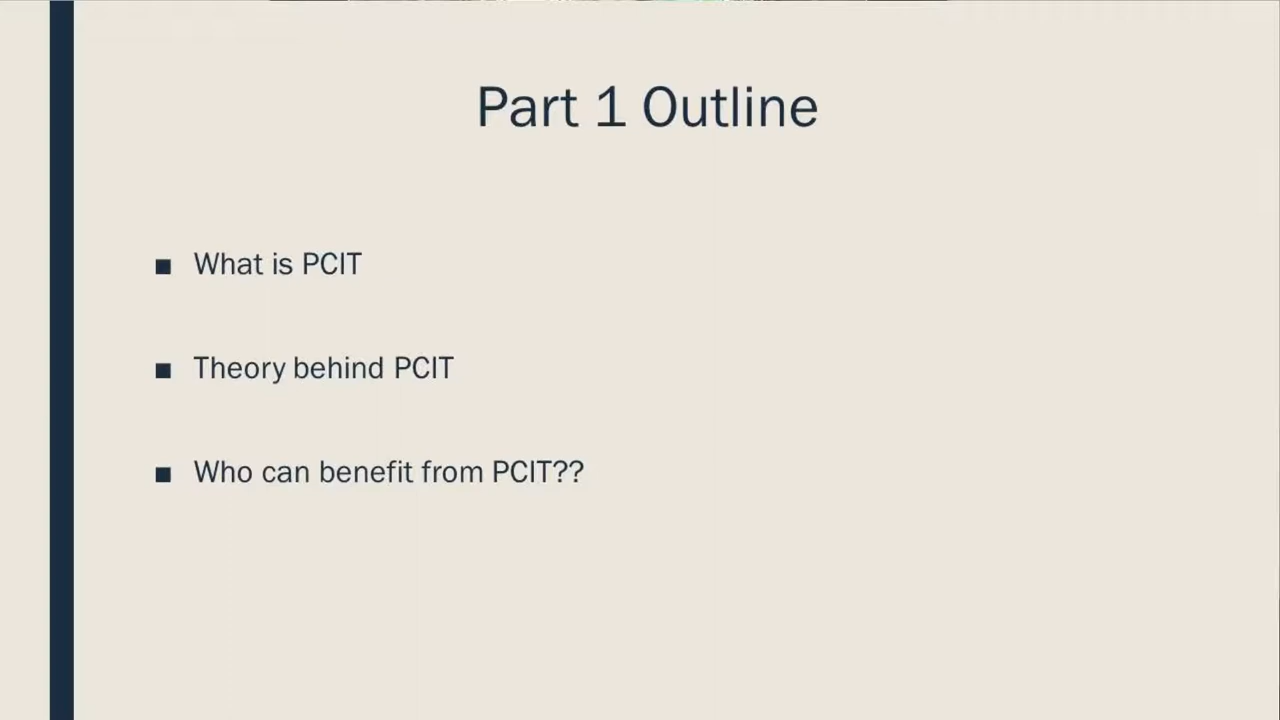 Part 1 Outline
■ What is PCIT
■ Theory behind PCIT
■ Who can benefit from PCIT??